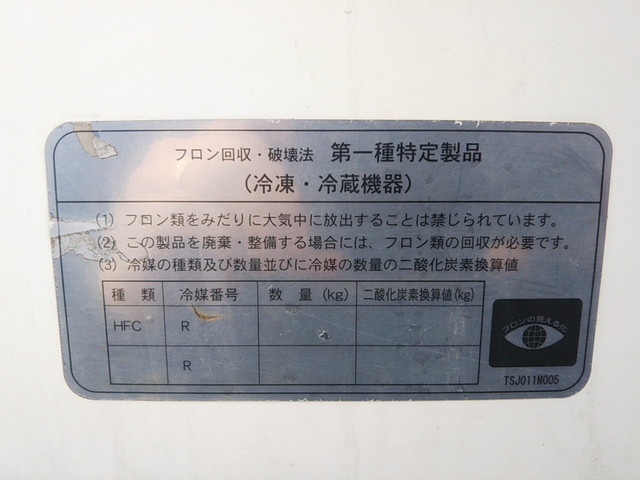 フロン回収・破壊法 第一種特定製品
(冷凍・冷蔵機器)
(1) フロン類をみだりに大気中に放出することは禁じられています。
(2) この製品を廃棄・整備する場合には、フロン類の回収が必要です。
(3) 冷媒の種類及び数量並びに冷媒の数量の二酸化炭素換算値
種類 冷媒番号 数量(kg) 二酸化炭素換算値(kg)
HFC R
R
フロンの見える化
TSJ011M005